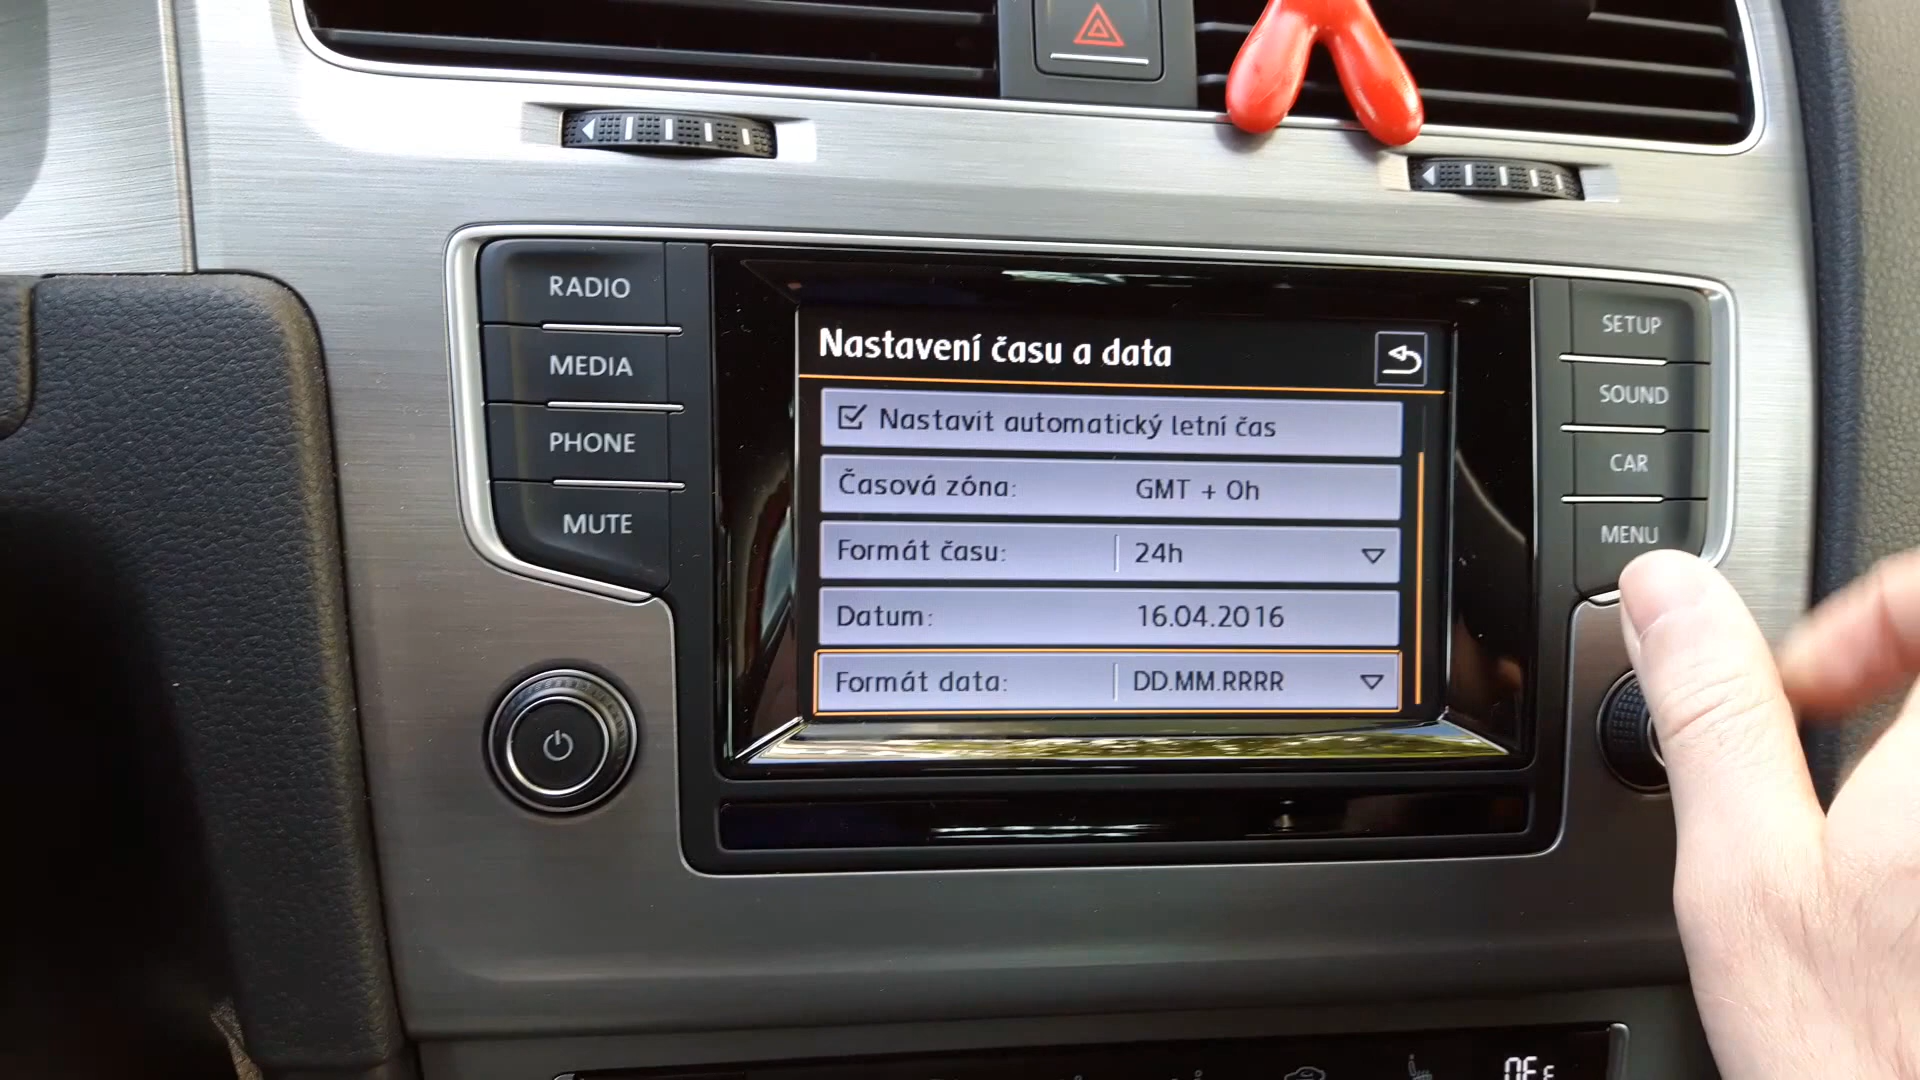 RADIO
MEDIA
PHONE
MUTE
Nastavení času a data
Nastavit automatický letní čas
Časová zóna: GMT + 0h
Formát času: 24h
Datum: 16.04.2016
Formát data: DD.MM.RRRR
SETUP
SOUND
CAR
MENU